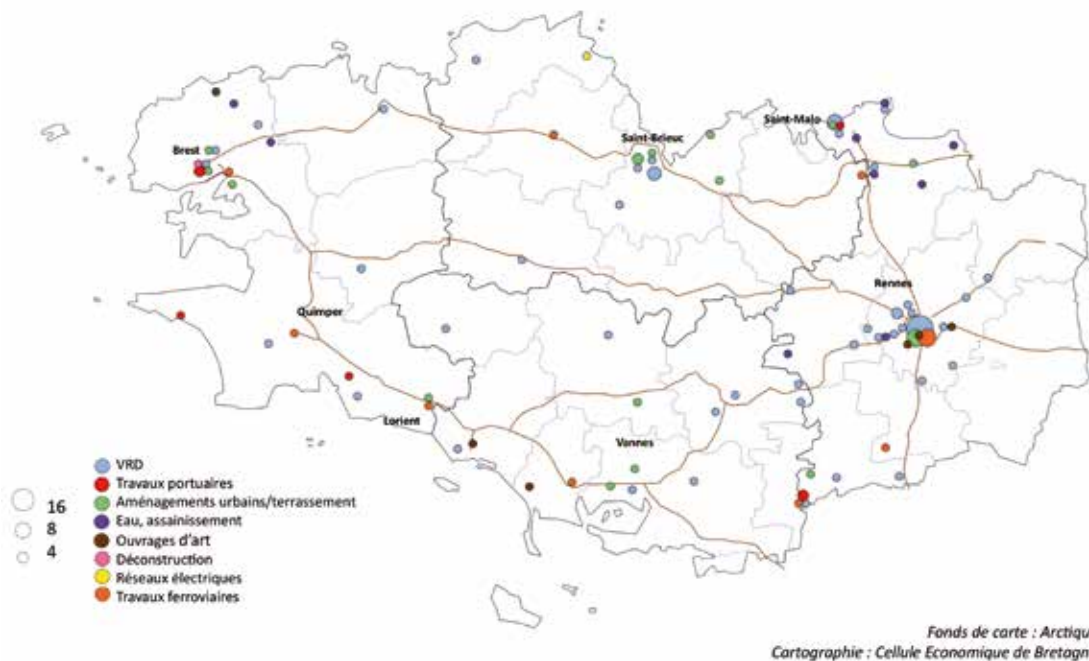 Saint-Malo
Saint-Brieuc
Brest
Rennes
Quimper
Lorient
Vannes
VRD
Travaux portuaires
Aménagements urbains/terrassement
Eau, assainissement
Ouvrages d'art
Déconstruction
Réseaux électriques
Travaux ferroviaires
16
8
4
Fonds de carte : Arctiqu
Cartographie : Cellule Economique de Bretagn